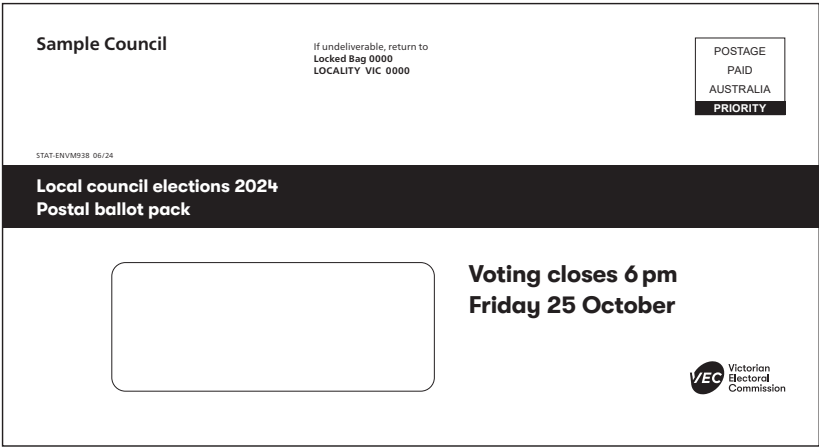 Sample Council
If undeliverable, return to
Locked Bag 0000
LOCALITY VIC 0000
POSTAGE
PAID
AUSTRALIA
PRIORITY
STAT-ENVM938 06/24
Local council elections 2024
Postal ballot pack
Voting closes 6 pm
Friday 25 October
VEC
Victorian
Electoral
Commission